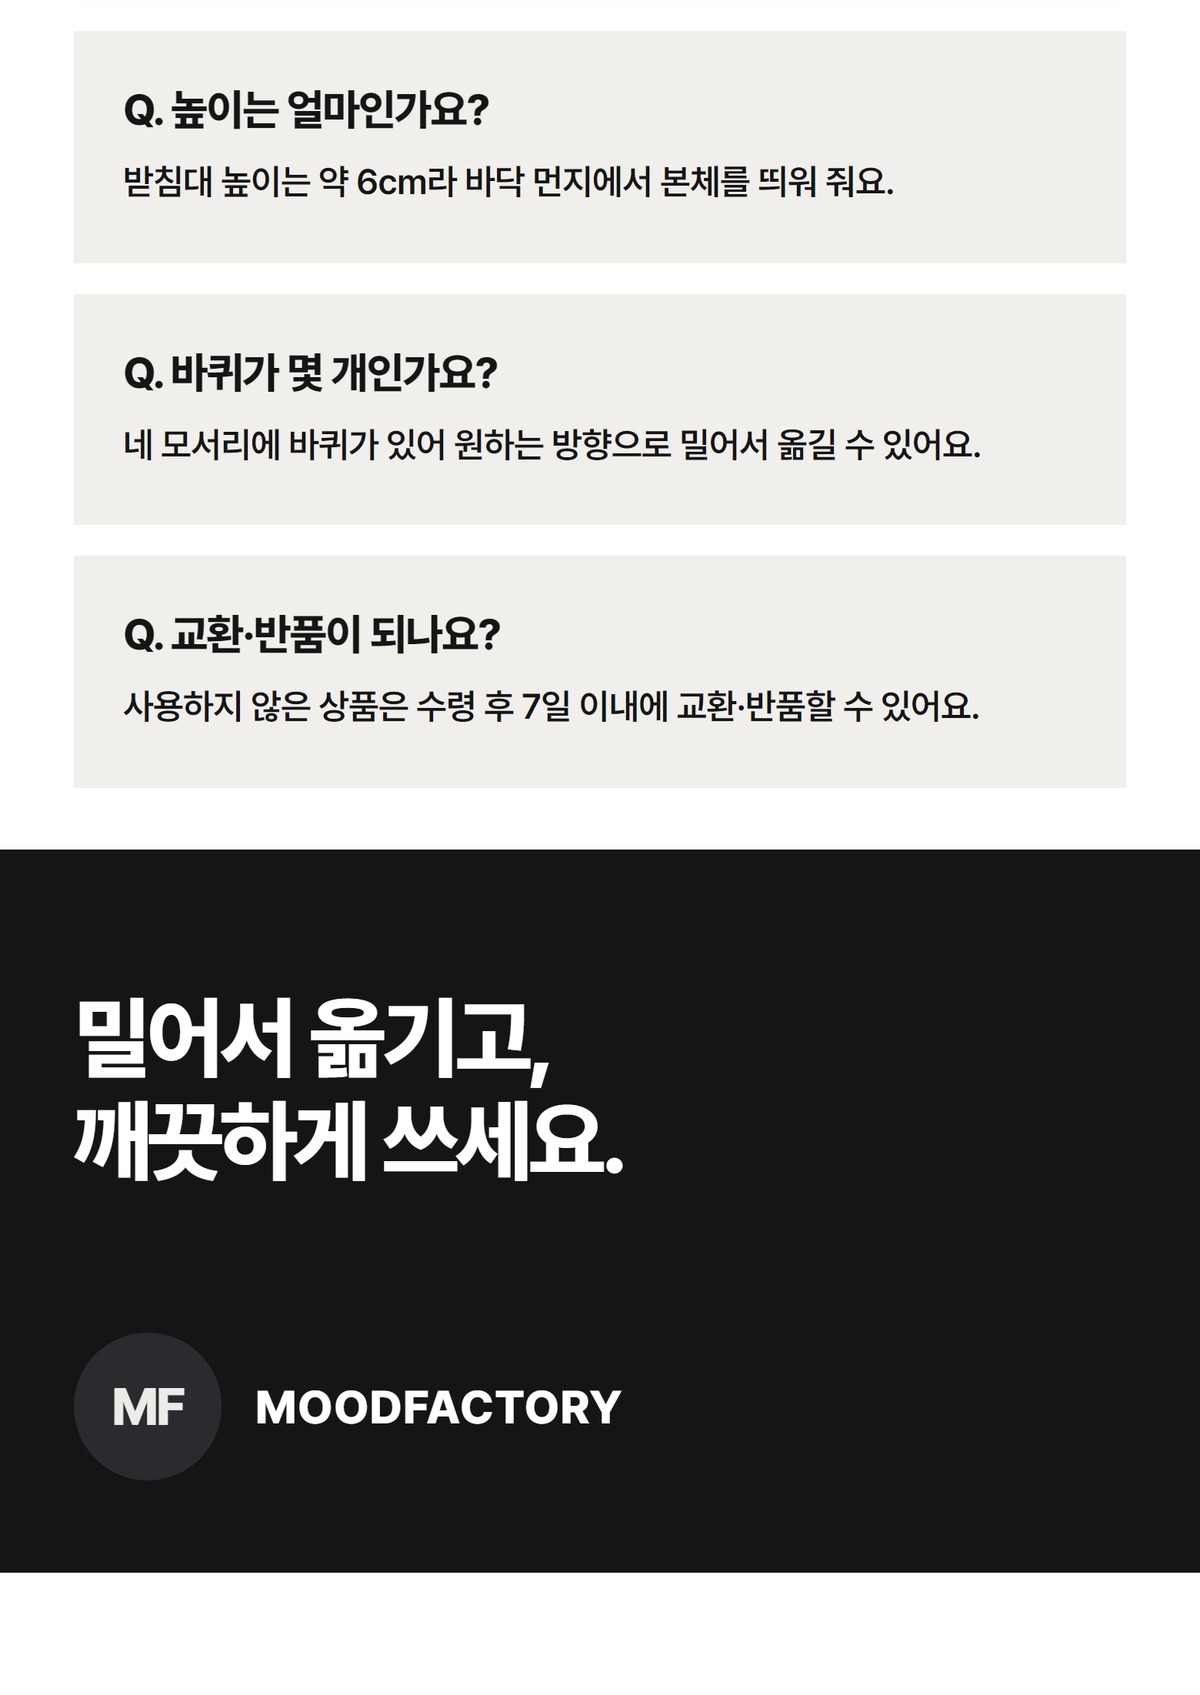 Q. 높이는 얼마인가요?
받침대 높이는 약 6cm라 바닥 먼지에서 본체를 띄워 줘요.
Q. 바퀴가 몇 개인가요?
네 모서리에 바퀴가 있어 원하는 방향으로 밀어서 옮길 수 있어요.
Q. 교환·반품이 되나요?
사용하지 않은 상품은 수령 후 7일 이내에 교환·반품할 수 있어요.
밀어서 옮기고,
깨끗하게 쓰세요.
MF
MOODFACTORY